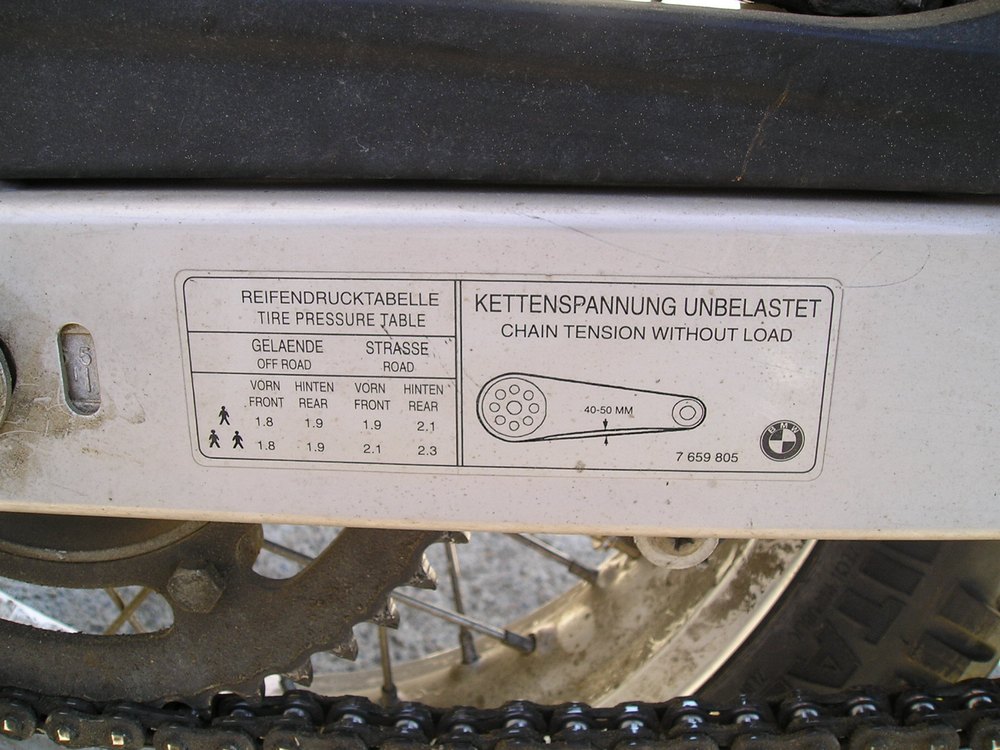 REIFENDRUCKTABELLE
TIRE PRESSURE TABLE
GELAENDE STRASSE
OFF ROAD ROAD
VORN HINTEN VORN HINTEN
FRONT REAR FRONT REAR
1.8 1.9 1.9 2.1
1.8 1.9 2.1 2.3
KETTENSPANNUNG UNBELASTET
CHAIN TENSION WITHOUT LOAD
40-50 MM
7 659 805
BMW
5